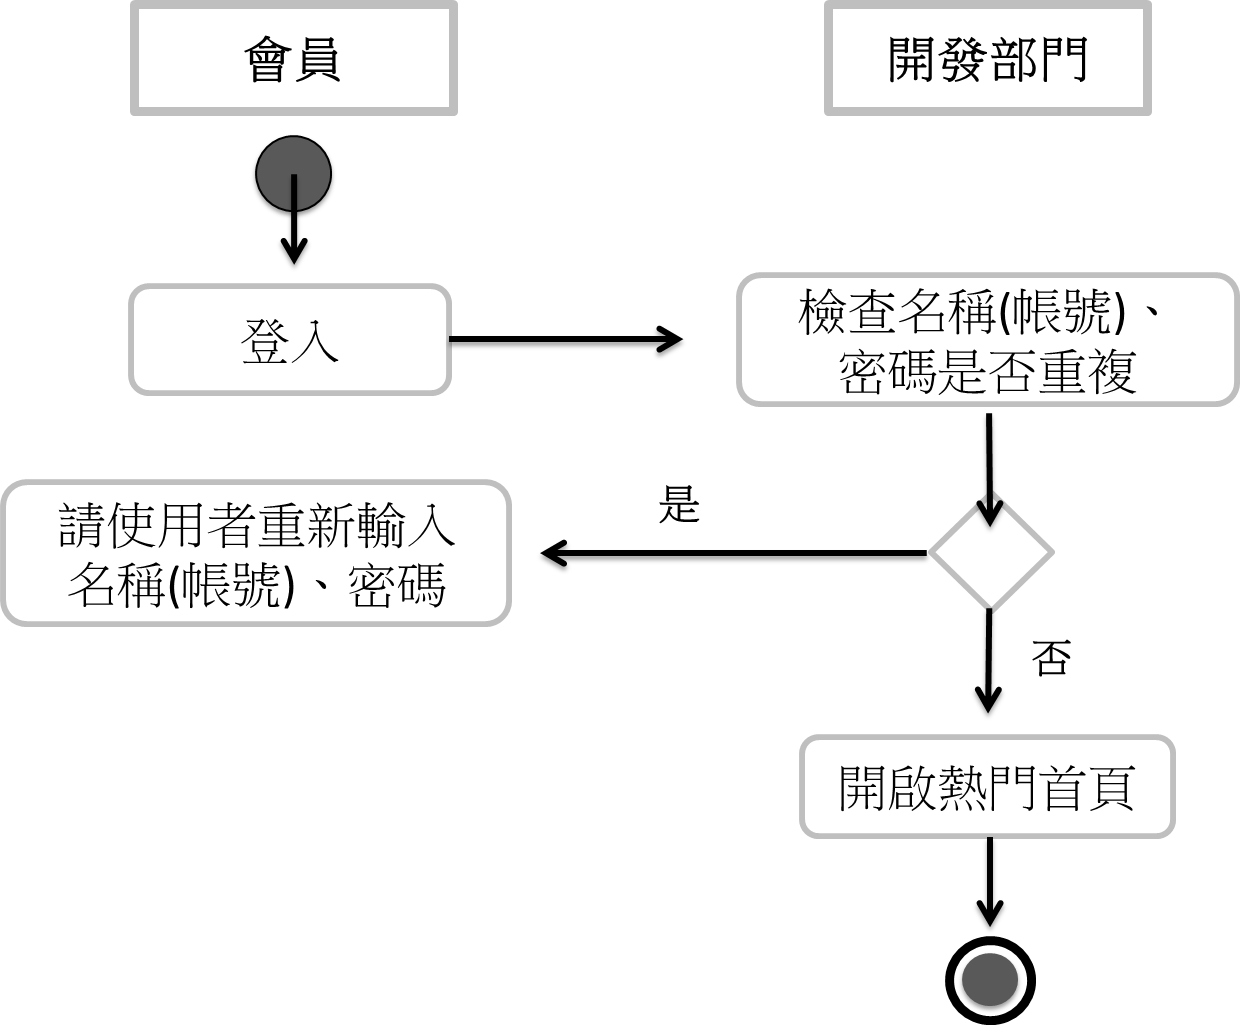 會員
開發部門
登入
檢查名稱(帳號)、
密碼是否重複
是
請使用者重新輸入
名稱(帳號)、密碼
否
開啟熱門首頁